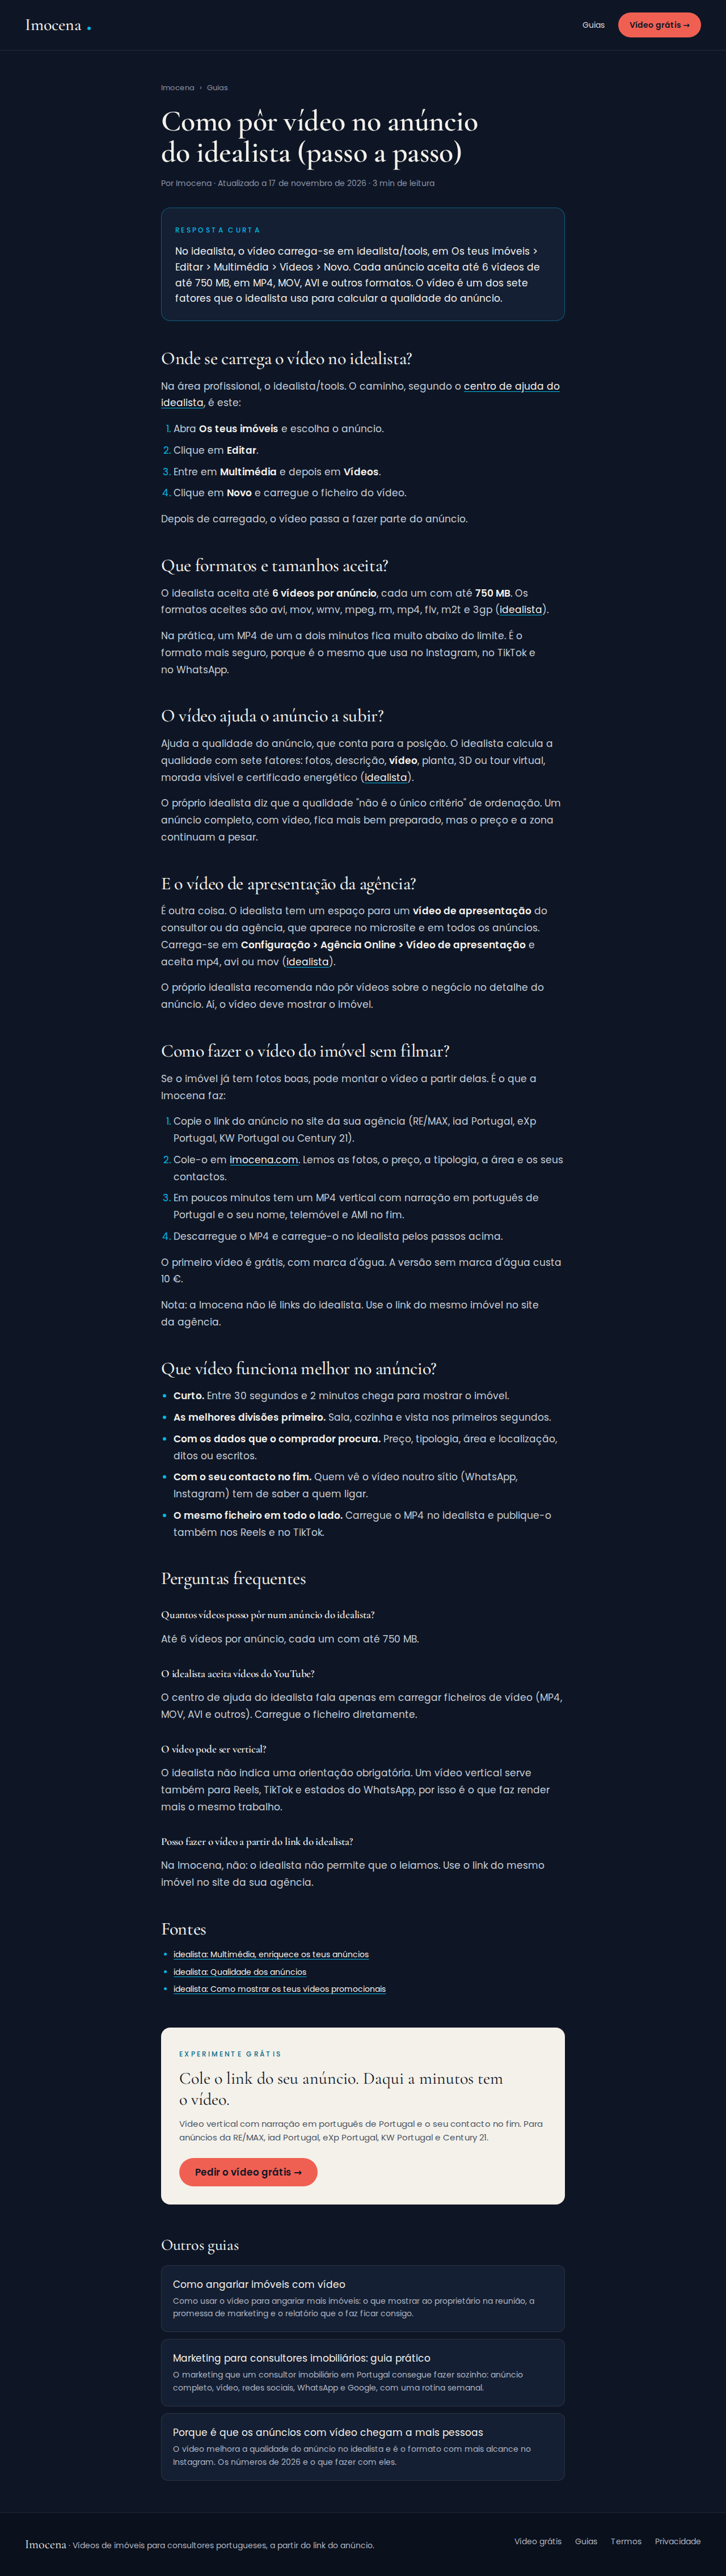 Imocena
Guias
Vídeo grátis →
Imocena › Guias
Como pôr vídeo no anúncio
do idealista (passo a passo)
Por Imocena · Atualizado a 17 de novembro de 2026 · 3 min de leitura
RESPOSTA CURTA
No idealista, o vídeo carrega-se em idealista/tools, em Os teus imóveis >
Editar > Multimédia > Vídeos > Novo. Cada anúncio aceita até 6 vídeos de
até 750 MB, em MP4, MOV, AVI e outros formatos. O vídeo é um dos sete
fatores que o idealista usa para calcular a qualidade do anúncio.
Onde se carrega o vídeo no idealista?
Na área profissional, o idealista/tools. O caminho, segundo o centro de ajuda do
idealista, é este:
1. Abra Os teus imóveis e escolha o anúncio.
2. Clique em Editar.
3. Entre em Multimédia e depois em Vídeos.
4. Clique em Novo e carregue o ficheiro do vídeo.
Depois de carregado, o vídeo passa a fazer parte do anúncio.
Que formatos e tamanhos aceita?
O idealista aceita até 6 vídeos por anúncio, cada um com até 750 MB. Os
formatos aceites são avi, mov, wmv, mpeg, rm, mp4, flv, m2t e 3gp (idealista).
Na prática, um MP4 de um a dois minutos fica muito abaixo do limite. É o
formato mais seguro, porque é o mesmo que usa no Instagram, no TikTok e
no WhatsApp.
O vídeo ajuda o anúncio a subir?
Ajuda a qualidade do anúncio, que conta para a posição. O idealista calcula a
qualidade com sete fatores: fotos, descrição, vídeo, planta, 3D ou tour virtual,
morada visível e certificado energético (idealista).
O próprio idealista diz que a qualidade "não é o único critério" de ordenação. Um
anúncio completo, com vídeo, fica mais bem preparado, mas o preço e a zona
continuam a pesar.
E o vídeo de apresentação da agência?
É outra coisa. O idealista tem um espaço para um vídeo de apresentação do
consultor ou da agência, que aparece no microsite e em todos os anúncios.
Carrega-se em Configuração > Agência Online > Vídeo de apresentação e
aceita mp4, avi ou mov (idealista).
O próprio idealista recomenda não pôr vídeos sobre o negócio no detalhe do
anúncio. Aí, o vídeo deve mostrar o imóvel.
Como fazer o vídeo do imóvel sem filmar?
Se o imóvel já tem fotos boas, pode montar o vídeo a partir delas. É o que a
Imocena faz:
1. Copie o link do anúncio no site da sua agência (RE/MAX, iad Portugal, eXp
Portugal, KW Portugal ou Century 21).
2. Cole-o em imocena.com. Lemos as fotos, o preço, a tipologia, a área e os seus
contactos.
3. Em poucos minutos tem um MP4 vertical com narração em português de
Portugal e o seu nome, telemóvel e AMI no fim.
4. Descarregue o MP4 e carregue-o no idealista pelos passos acima.
O primeiro vídeo é grátis, com marca d'água. A versão sem marca d'água custa
10 €.
Nota: a Imocena não lê links do idealista. Use o link do mesmo imóvel no site
da agência.
Que vídeo funciona melhor no anúncio?
Curto. Entre 30 segundos e 2 minutos chega para mostrar o imóvel.
As melhores divisões primeiro. Sala, cozinha e vista nos primeiros segundos.
Com os dados que o comprador procura. Preço, tipologia, área e localização,
ditos ou escritos.
Com o seu contacto no fim. Quem vê o vídeo noutro sítio (WhatsApp,
Instagram) tem de saber a quem ligar.
O mesmo ficheiro em todo o lado. Carregue o MP4 no idealista e publique-o
também nos Reels e no TikTok.
Perguntas frequentes
Quantos vídeos posso pôr num anúncio do idealista?
Até 6 vídeos por anúncio, cada um com até 750 MB.
O idealista aceita vídeos do YouTube?
O centro de ajuda do idealista fala apenas em carregar ficheiros de vídeo (MP4,
MOV, AVI e outros). Carregue o ficheiro diretamente.
O vídeo pode ser vertical?
O idealista não indica uma orientação obrigatória. Um vídeo vertical serve
também para Reels, TikTok e estados do WhatsApp, por isso é o que faz render
mais o mesmo trabalho.
Posso fazer o vídeo a partir do link do idealista?
Na Imocena, não: o idealista não permite que o leiamos. Use o link do mesmo
imóvel no site da sua agência.
Fontes
idealista: Multimédia, enriquece os teus anúncios
idealista: Qualidade dos anúncios
idealista: Como mostrar os teus vídeos promocionais
EXPERIMENTE GRÁTIS
Cole o link do seu anúncio. Daqui a minutos tem
o vídeo.
Vídeo vertical com narração em português de Portugal e o seu contacto no fim. Para
anúncios da RE/MAX, iad Portugal, eXp Portugal, KW Portugal e Century 21.
Pedir o vídeo grátis →
Outros guias
Como angariar imóveis com vídeo
Como usar o vídeo para angariar mais imóveis: o que mostrar ao proprietário na reunião, a
promessa de marketing e o relatório que o faz ficar consigo.
Marketing para consultores imobiliários: guia prático
O marketing que um consultor imobiliário em Portugal consegue fazer sozinho: anúncio
completo, vídeo, redes sociais, WhatsApp e Google, com uma rotina semanal.
Porque é que os anúncios com vídeo chegam a mais pessoas
O vídeo melhora a qualidade do anúncio no idealista e é o formato com mais alcance no
Instagram. Os números de 2026 e o que fazer com eles.
Imocena · Vídeos de imóveis para consultores portugueses, a partir do link do anúncio.
Vídeo grátis
Guias
Termos
Privacidade